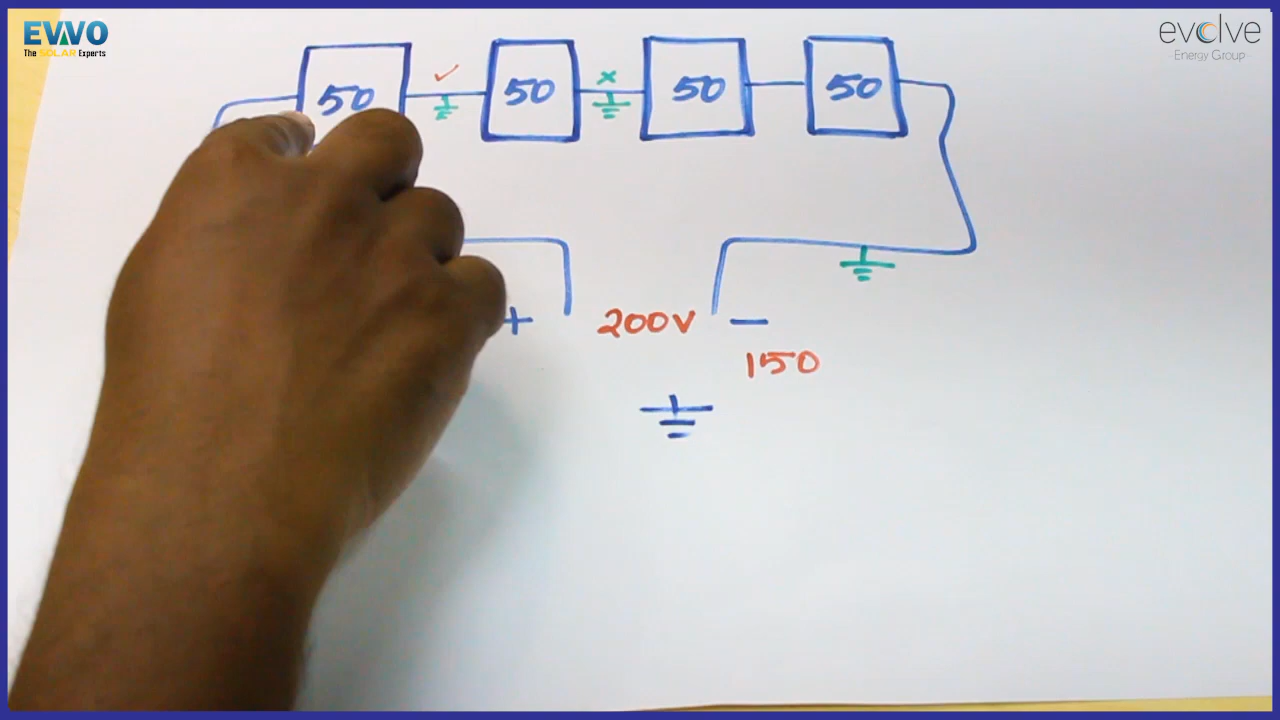 EVVO
The SOLAR Experts
evolve
Energy Group
50 50 50 50
+ 200V −
150